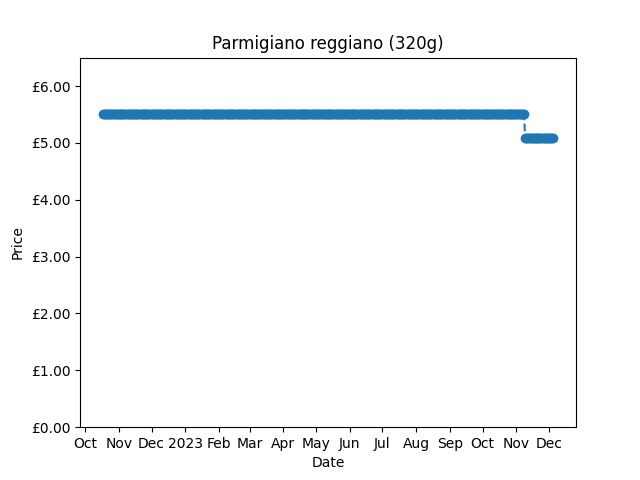 Parmigiano reggiano (320g)
£6.00
£5.00
£4.00
£3.00
£2.00
£1.00
£0.00
Price
Oct Nov Dec 2023 Feb Mar Apr May Jun Jul Aug Sep Oct Nov Dec
Date